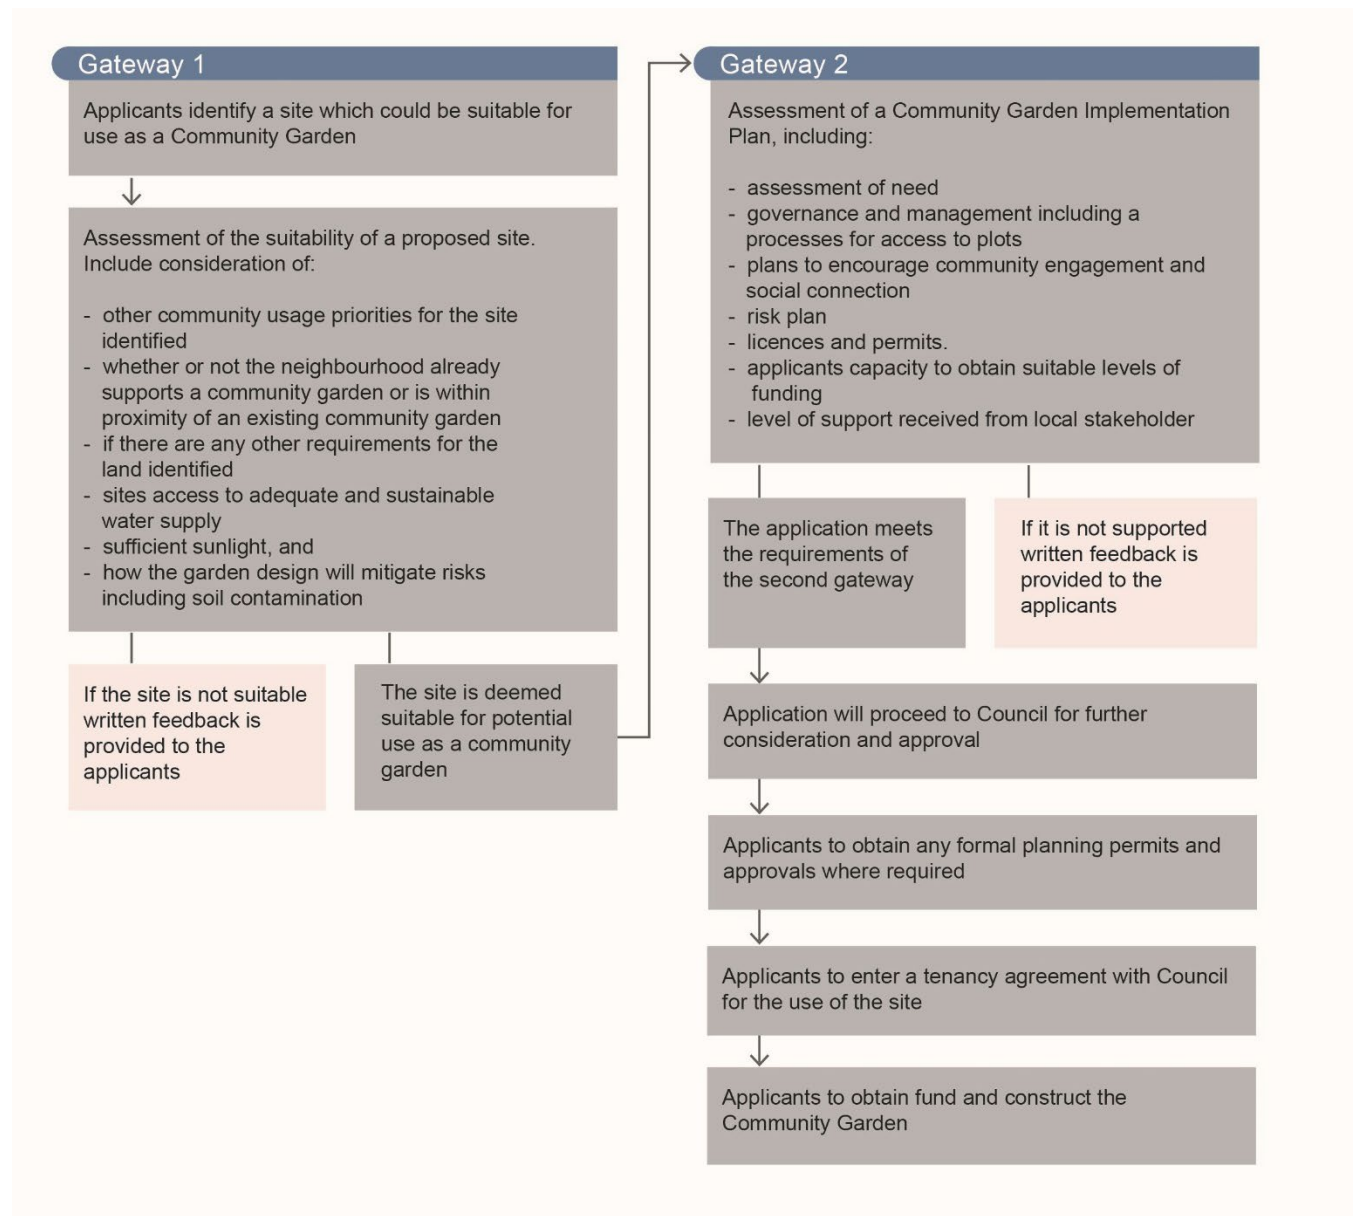 Gateway 1
Applicants identify a site which could be suitable for
use as a Community Garden
Assessment of the suitability of a proposed site.
Include consideration of:
- other community usage priorities for the site
identified
- whether or not the neighbourhood already
supports a community garden or is within
proximity of an existing community garden
- if there are any other requirements for the
land identified
- sites access to adequate and sustainable
water supply
- sufficient sunlight, and
- how the garden design will mitigate risks
including soil contamination
If the site is not suitable
written feedback is
provided to the
applicants
The site is deemed
suitable for potential
use as a community
garden
Gateway 2
Assessment of a Community Garden Implementation
Plan, including:
- assessment of need
- governance and management including a
processes for access to plots
- plans to encourage community engagement and
social connection
- risk plan
- licences and permits.
- applicants capacity to obtain suitable levels of
funding
- level of support received from local stakeholder
The application meets
the requirements of
the second gateway
If it is not supported
written feedback is
provided to the
applicants
Application will proceed to Council for further
consideration and approval
Applicants to obtain any formal planning permits and
approvals where required
Applicants to enter a tenancy agreement with Council
for the use of the site
Applicants to obtain fund and construct the
Community Garden